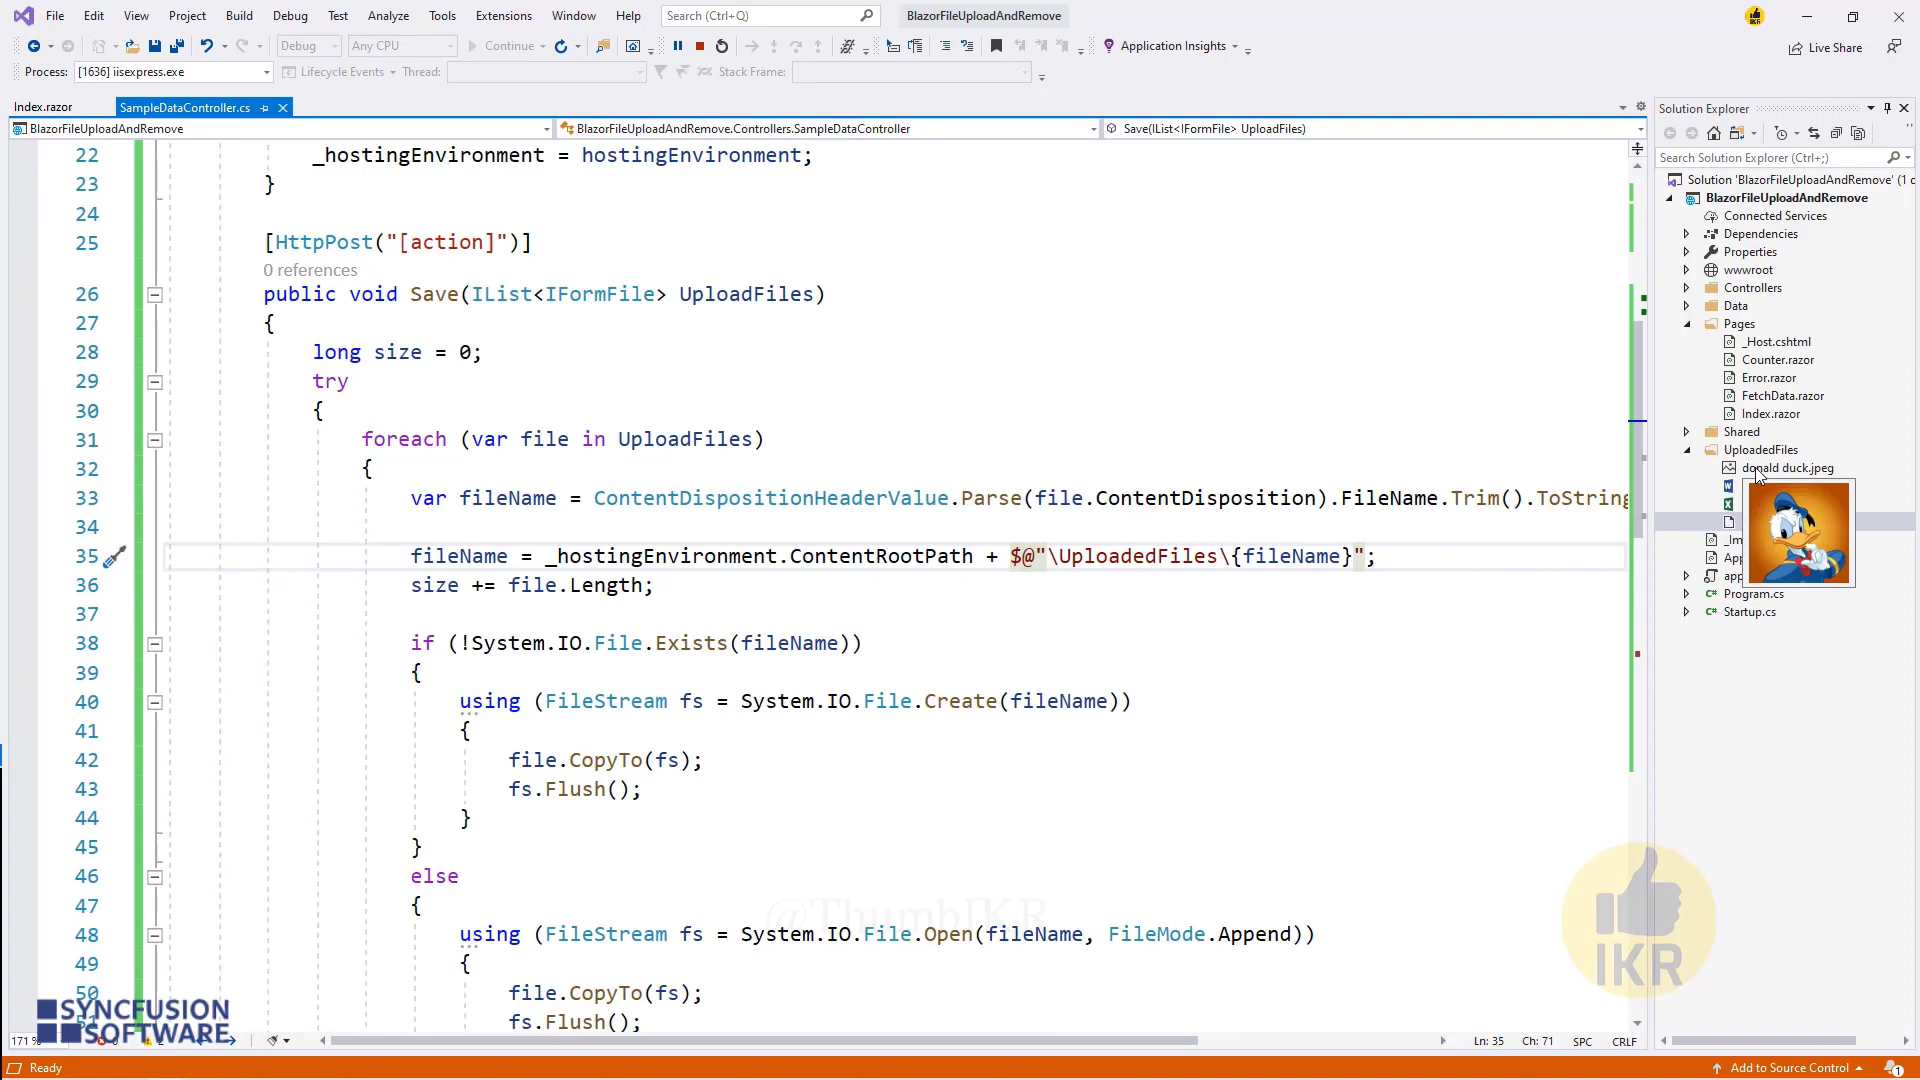 File Edit View Project Build Debug Test Analyze Tools Extensions Window Help Search (Ctrl+Q) BlazorFileUploadAndRemove
Debug Any CPU Continue Application Insights Live Share
Process: [1636] iisexpress.exe Lifecycle Events Thread: Stack Frame:
Index.razor SampleDataController.cs
BlazorFileUploadAndRemove BlazorFileUploadAndRemove.Controllers.SampleDataController Save(IList<IFormFile> UploadFiles)
22 _hostingEnvironment = hostingEnvironment;
23 }
24
25 [HttpPost("[action]")]
0 references
26 public void Save(IList<IFormFile> UploadFiles)
27 {
28 long size = 0;
29 try
30 {
31 foreach (var file in UploadFiles)
32 {
33 var fileName = ContentDispositionHeaderValue.Parse(file.ContentDisposition).FileName.Trim().ToString
34
35 fileName = _hostingEnvironment.ContentRootPath + $@"\UploadedFiles\{fileName}";
36 size += file.Length;
37
38 if (!System.IO.File.Exists(fileName))
39 {
40 using (FileStream fs = System.IO.File.Create(fileName))
41 {
42 file.CopyTo(fs);
43 fs.Flush();
44 }
45 }
46 else
47 {
48 using (FileStream fs = System.IO.File.Open(fileName, FileMode.Append))
49 {
50 file.CopyTo(fs);
fs.Flush();
@ThumbIKR
IKR
SYNCFUSION
SOFTWARE
171 %
Ln: 35 Ch: 71 SPC CRLF
Ready
Add to Source Control 1
Solution Explorer
Search Solution Explorer (Ctrl+;)
Solution 'BlazorFileUploadAndRemove' (1 
BlazorFileUploadAndRemove
Connected Services
Dependencies
Properties
wwwroot
Controllers
Data
Pages
_Host.cshtml
Counter.razor
Error.razor
FetchData.razor
Index.razor
Shared
UploadedFiles
donald duck.jpeg
_Im
App
app
Program.cs
Startup.cs